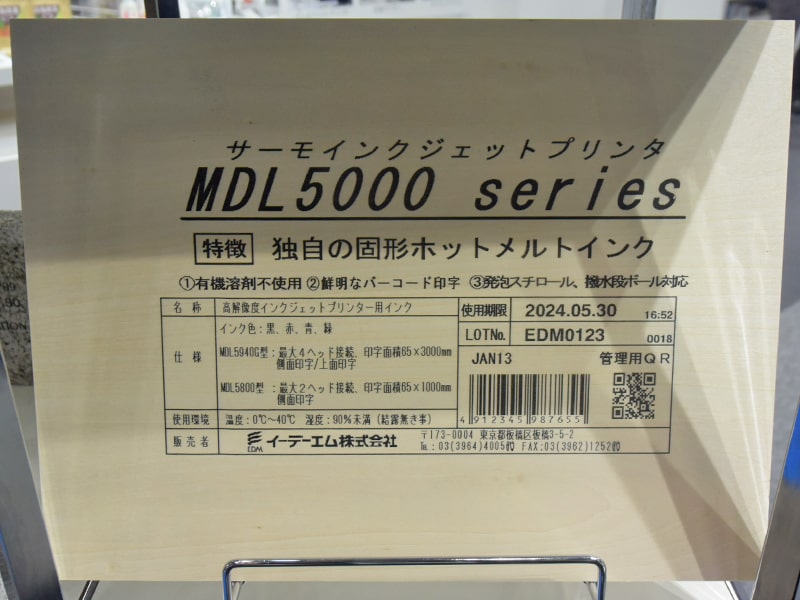 サーモインクジェットプリンタ
MDL5000 series
特徴 独自の固形ホットメルトインク
①有機溶剤不使用 ②鮮明なバーコード印字 ③発泡スチロール、撥水段ボール対応
名称 高解像度インクジェットプリンター用インク
使用期限 2024.05.30 16:52
LOTNo. EDM0123 0018
仕様 インク色:黒、赤、青、緑
MDL5940G型:最大4ヘッド接続、印字面積65×3000mm
側面印字/上面印字
MDL5800型:最大2ヘッド接続、印字面積65×1000mm
側面印字
JAN13 管理用QR
4 912345 987655
使用環境 温度:0℃~40℃ 湿度:90%未満(結露無き事)
販売者 EDM イーデーエム株式会社
〒173-0004 東京都板橋区板橋3-5-2
℡:03(3964)4005㈹ FAX:03(3962)1252㈹